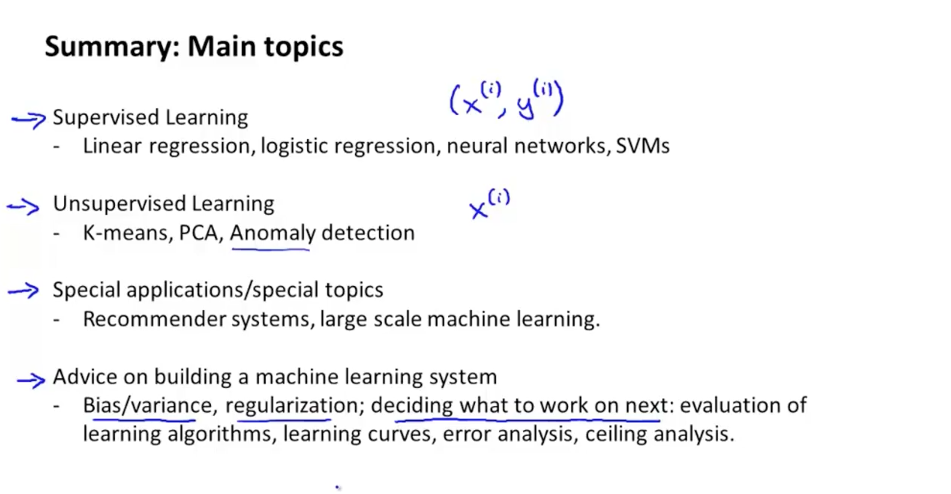 Summary: Main topics
(x^(i), y^(i))
→ Supervised Learning
- Linear regression, logistic regression, neural networks, SVMs
→ Unsupervised Learning
x^(i)
- K-means, PCA, Anomaly detection
→ Special applications/special topics
- Recommender systems, large scale machine learning.
→ Advice on building a machine learning system
- Bias/variance, regularization; deciding what to work on next: evaluation of
learning algorithms, learning curves, error analysis, ceiling analysis.